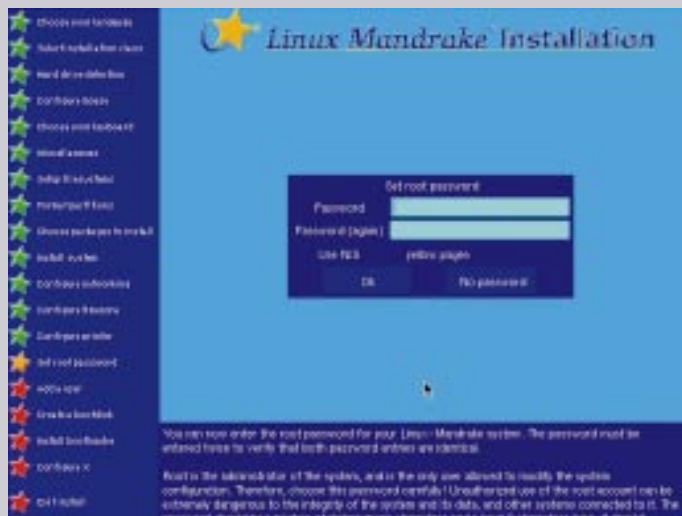 Linux Mandrake Installation
Choose your language
Select installation class
Hard drive detection
Configure mouse
Choose your keyboard
Miscellaneous
Setup filesystems
Format partitions
Choose packages to install
Install system
Configure networking
Configure timezone
Configure printer
Set root password
Add a user
Create a bootdisk
Install bootloader
Configure X
Exit install
Set root password
Password
Password (again)
Use NIS
yellow pages
Ok
No password
You can now enter the root password for your Linux-Mandrake system. The password must be
entered twice to verify that both password entries are identical.
Root is the administrator of the system, and is the only user allowed to modify the system
configuration. Therefore, choose this password carefully! Unauthorized use of the root account can be
extremely dangerous to the integrity of the system and its data, and other systems connected to it. The